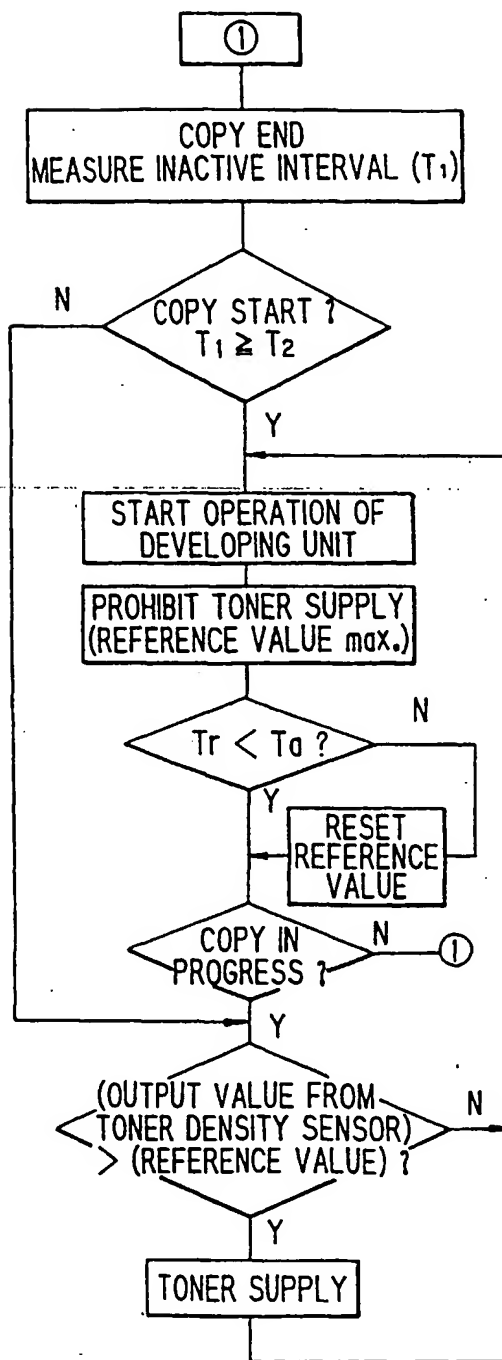 ①
COPY END
MEASURE INACTIVE INTERVAL (T₁)
N
COPY START ?
T₁ ≧ T₂
Y
START OPERATION OF
DEVELOPING UNIT
PROHIBIT TONER SUPPLY
(REFERENCE VALUE max.)
N
Tr < Ta ?
Y
RESET
REFERENCE
VALUE
COPY IN
PROGRESS ?
N
①
Y
(OUTPUT VALUE FROM
TONER DENSITY SENSOR)
> (REFERENCE VALUE) ?
N
Y
TONER SUPPLY